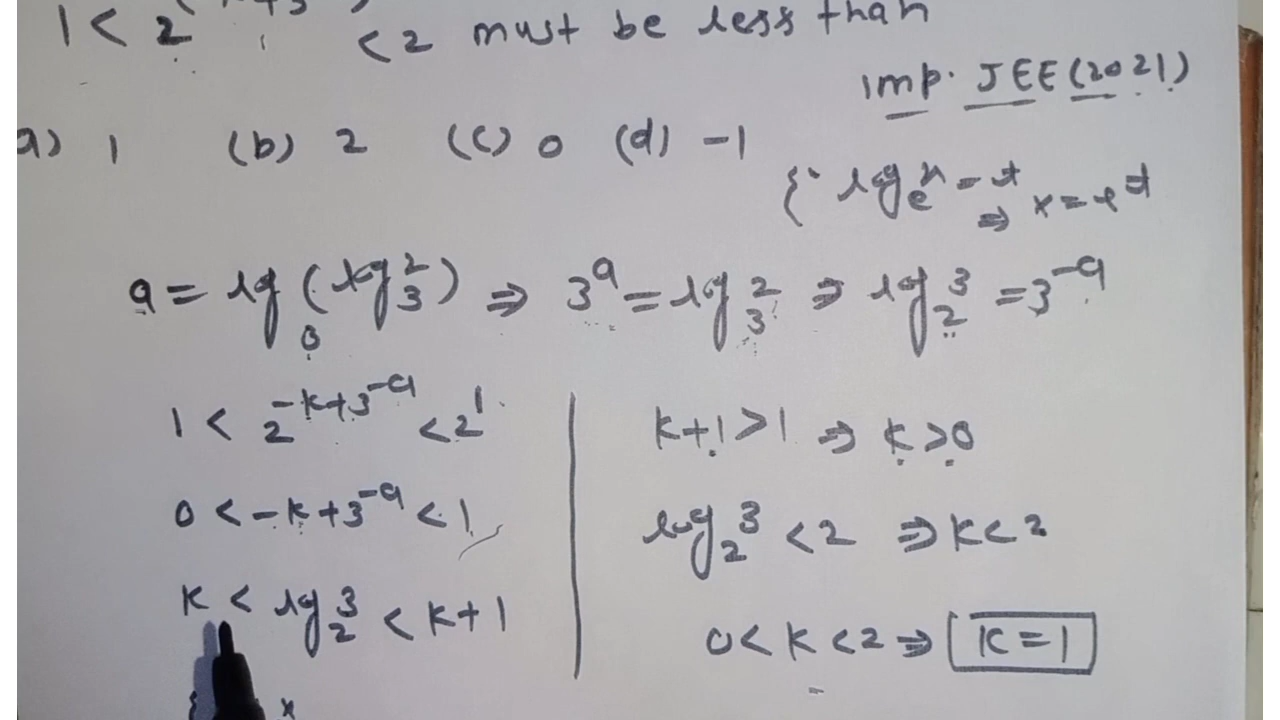 1 < 2^(-k+3^...) < 2 must be less than
imp. JEE (2021)
a) 1 (b) 2 (c) 0 (d) -1
{ log_e x = t
⇒ x = e^t
a = log_0 (log_3 2) ⇒ 3^a = log_3 2 ⇒ log_2 3 = 3^-a
1 < 2^(-k+3^-a) < 2^1
0 < -k + 3^-a < 1
k < log_2 3 < k + 1
k + 1 > 1 ⇒ k > 0
log_2 3 < 2 ⇒ k < 2
0 < k < 2 ⇒ k = 1
x